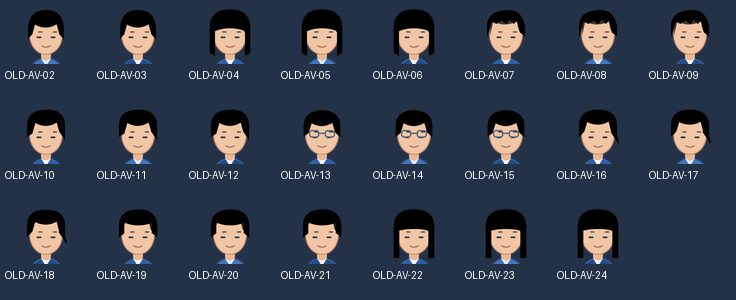 OLD-AV-02 OLD-AV-03 OLD-AV-04 OLD-AV-05 OLD-AV-06 OLD-AV-07 OLD-AV-08 OLD-AV-09
OLD-AV-10 OLD-AV-11 OLD-AV-12 OLD-AV-13 OLD-AV-14 OLD-AV-15 OLD-AV-16 OLD-AV-17
OLD-AV-18 OLD-AV-19 OLD-AV-20 OLD-AV-21 OLD-AV-22 OLD-AV-23 OLD-AV-24